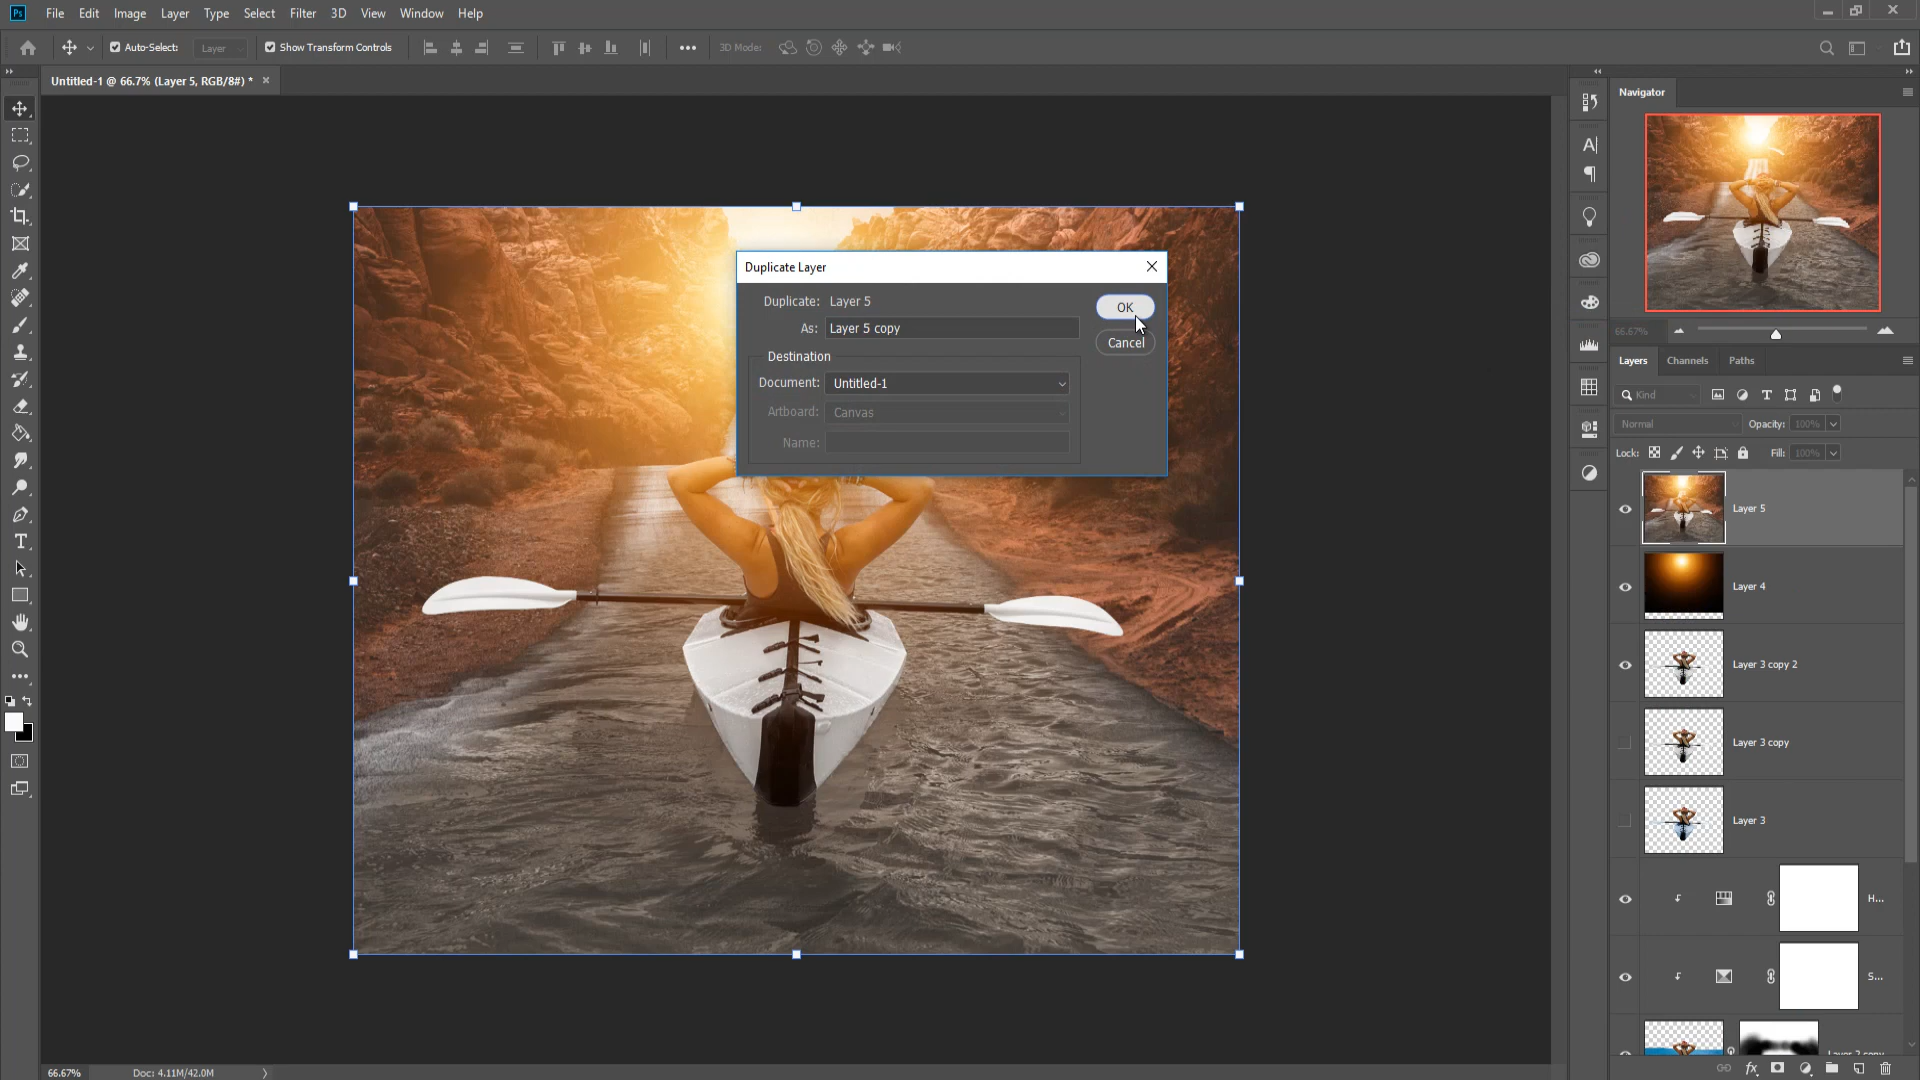 Ps File Edit Image Layer Type Select Filter 3D View Window Help
Auto-Select: Layer Show Transform Controls 3D Mode:
Untitled-1 @ 66.7% (Layer 5, RGB/8#) * ×
Navigator
Duplicate Layer
Duplicate: Layer 5
OK
As: Layer 5 copy
Cancel
Destination
Document: Untitled-1
Artboard: Canvas
Name:
66.67%
Layers Channels Paths
Kind
Normal Opacity: 100%
Lock: Fill: 100%
Layer 5
Layer 4
Layer 3 copy 2
Layer 3 copy
Layer 3
H...
S...
Layer 2 copy
66.67% Doc: 4.11M/42.0M